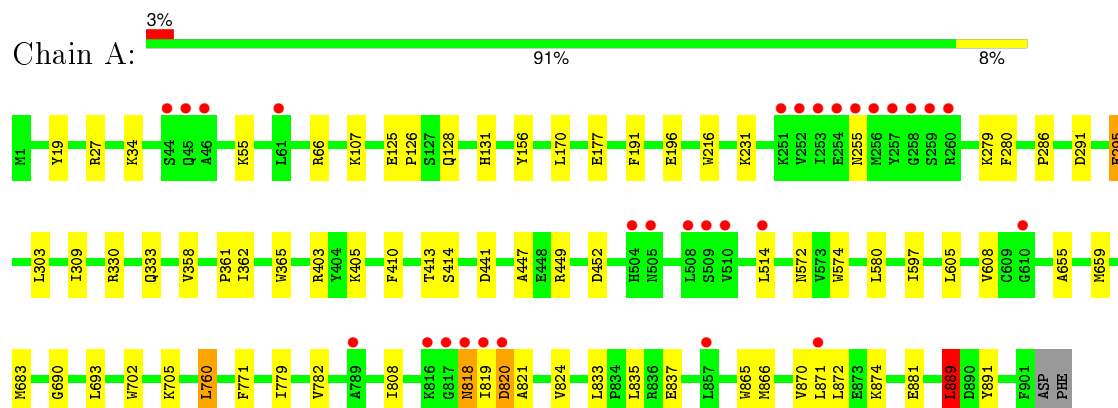 3%
Chain A:
91% 8%
M1 Y19 R27 K34 S44 Q45 A46 K55 L61 R66 K107 E125 P126 S127 Q128 H131 Y156 L170 E177 F191 E196 W216 K231 K251 V252 I253 E254 N255 M256 Y257 G258 S259 R260 K279 F280 P286 D291
L303 I309 R330 Q333 V358 P361 I362 W365 R403 Y404 K405 F410 T413 S414 D441 A447 E448 R449 D452 H504 N505 L508 S509 V510 L514 N572 V573 W574 L580 I597 L605 V608 C609 G610 A655 M659
M683 G690 L693 W702 K705 L760 F771 I779 V782 A789 I808 K816 G817 N818 I819 D820 A821 V824 L833 P834 L835 R836 E837 L857 W865 M866 V870 L871 L872 E873 K874 E881 L889 D890 Y891 F901 ASP PHE